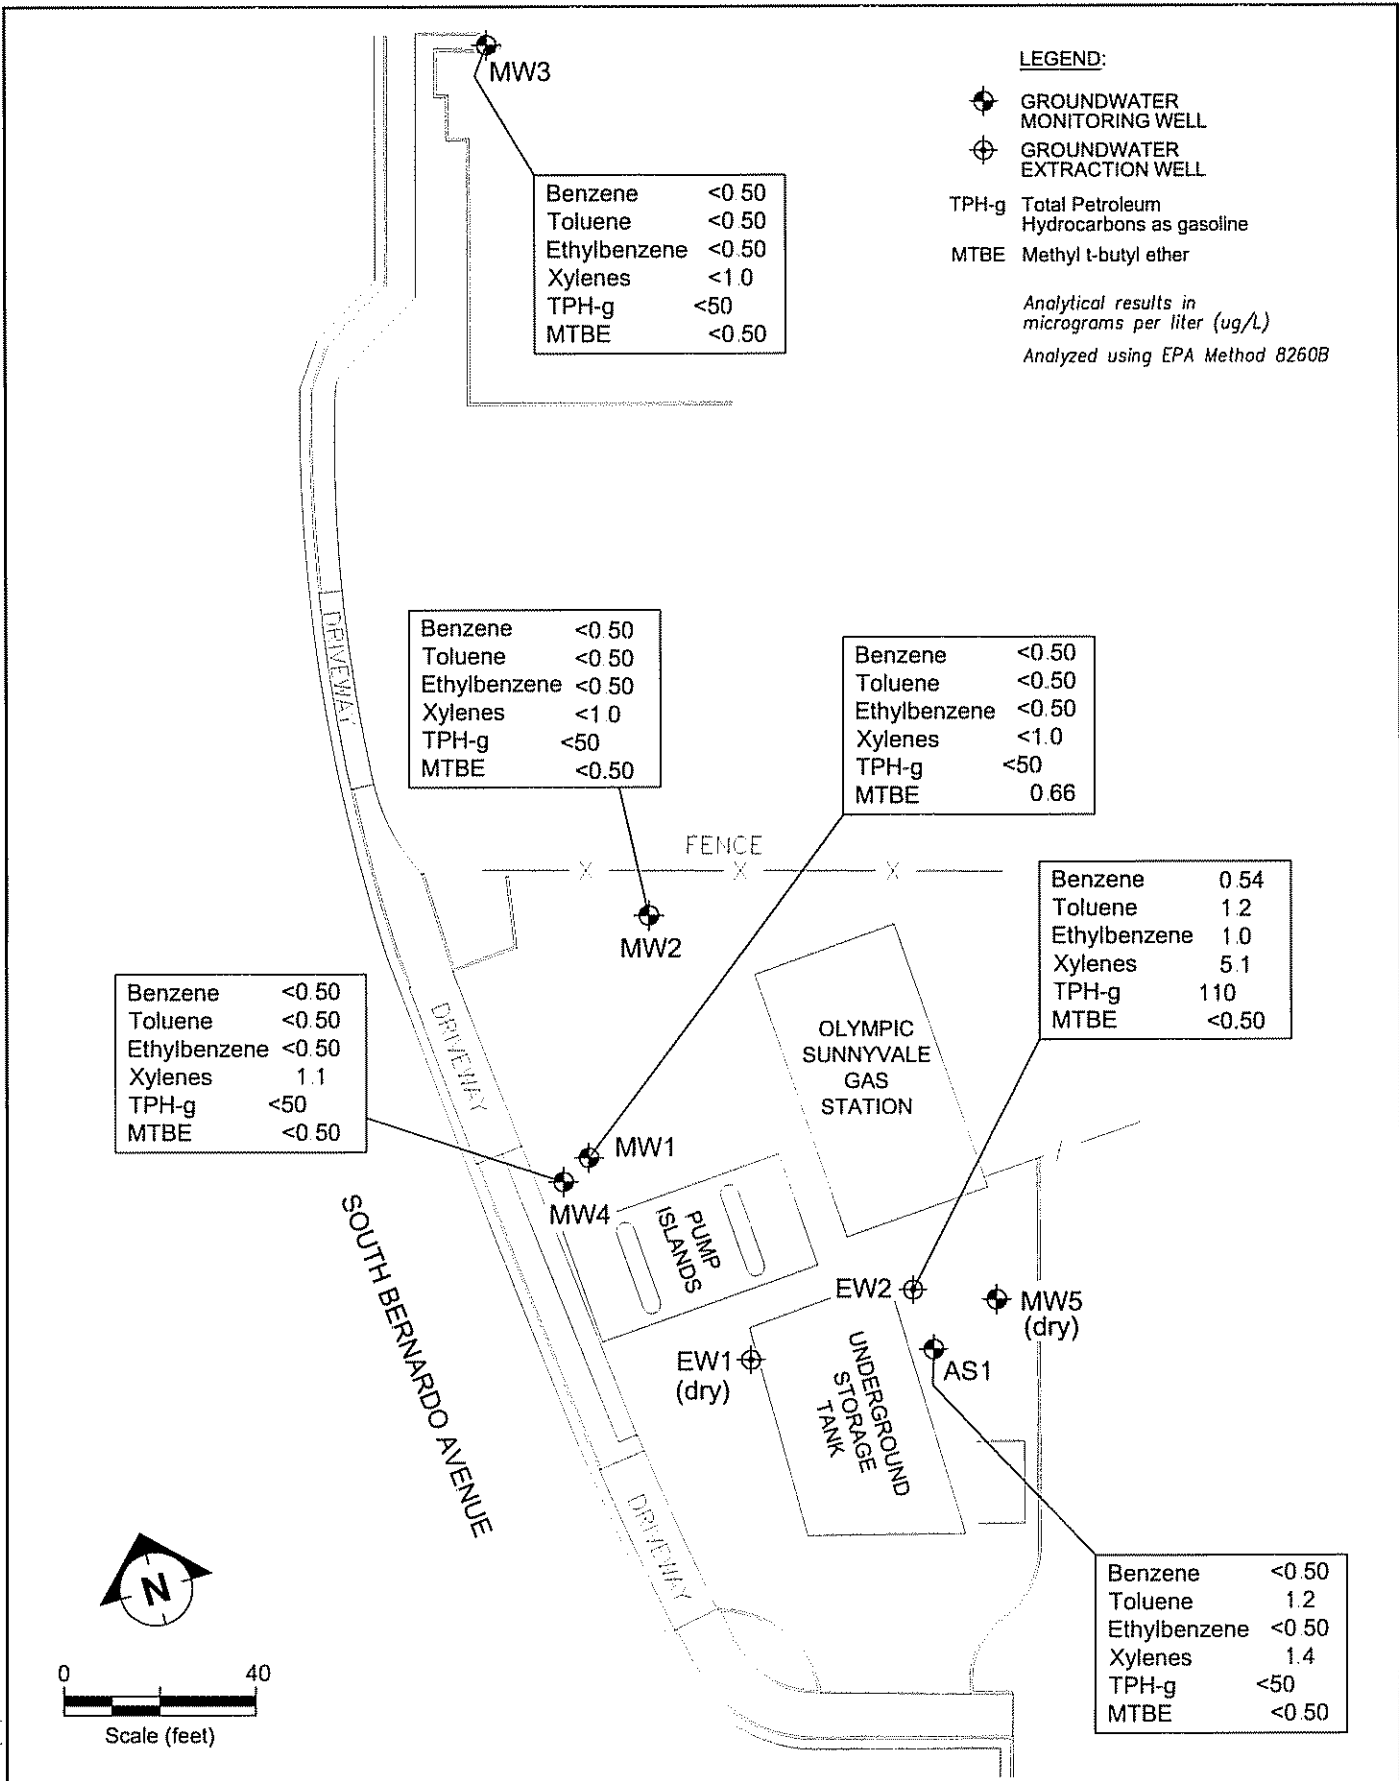 MW3
LEGEND:
GROUNDWATER
MONITORING WELL
GROUNDWATER
EXTRACTION WELL
TPH-g Total Petroleum
Hydrocarbons as gasoline
MTBE Methyl t-butyl ether
Analytical results in
micrograms per liter (ug/L)
Analyzed using EPA Method 8260B
Benzene <0.50
Toluene <0.50
Ethylbenzene <0.50
Xylenes <1.0
TPH-g <50
MTBE <0.50
DRIVEWAY
Benzene <0.50
Toluene <0.50
Ethylbenzene <0.50
Xylenes <1.0
TPH-g <50
MTBE <0.50
Benzene <0.50
Toluene <0.50
Ethylbenzene <0.50
Xylenes <1.0
TPH-g <50
MTBE 0.66
FENCE
X X X
MW2
Benzene 0.54
Toluene 1.2
Ethylbenzene 1.0
Xylenes 5.1
TPH-g 110
MTBE <0.50
Benzene <0.50
Toluene <0.50
Ethylbenzene <0.50
Xylenes 1.1
TPH-g <50
MTBE <0.50
DRIVEWAY
OLYMPIC
SUNNYVALE
GAS
STATION
MW1
MW4
PUMP
ISLANDS
SOUTH BERNARDO AVENUE
EW2
MW5
(dry)
EW1
(dry)
AS1
UNDERGROUND
STORAGE
TANK
DRIVEWAY
N
0 40
Scale (feet)
Benzene <0.50
Toluene 1.2
Ethylbenzene <0.50
Xylenes 1.4
TPH-g <50
MTBE <0.50